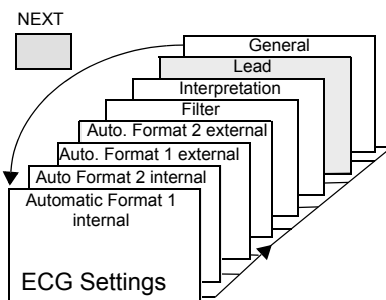 NEXT
General
Lead
Interpretation
Filter
Auto. Format 2 external
Auto. Format 1 external
Auto Format 2 internal
Automatic Format 1
internal
ECG Settings